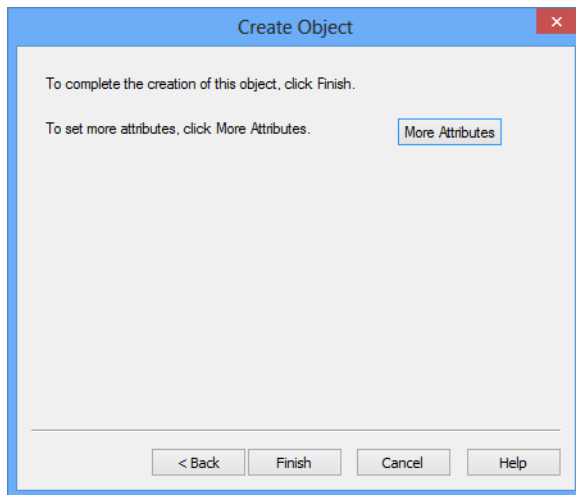 Create Object
To complete the creation of this object, click Finish.
To set more attributes, click More Attributes.
More Attributes
< Back
Finish
Cancel
Help